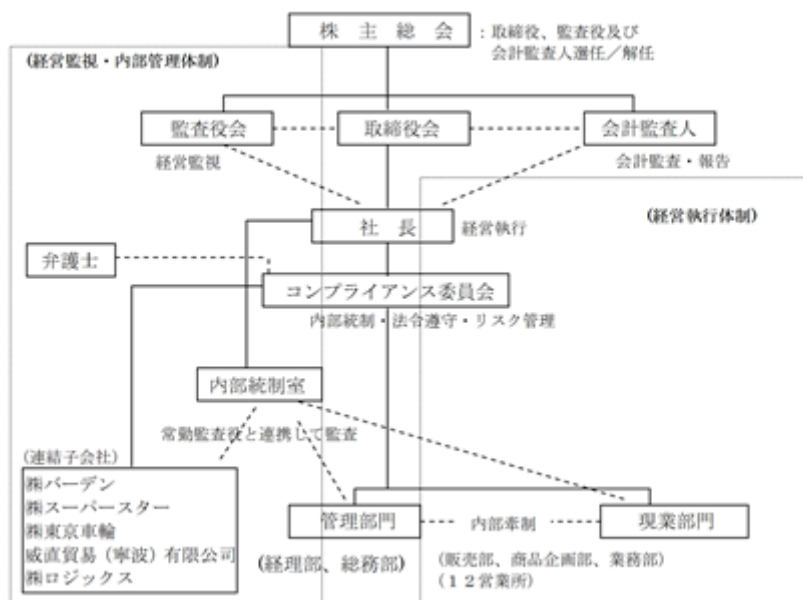 株主総会
：取締役、監査役及び
会計監査人選任／解任
(経営監視・内部管理体制)
監査役会
取締役会
会計監査人
経営監視
会計監査・報告
社長
経営執行
(経営執行体制)
弁護士
コンプライアンス委員会
内部統制・法令遵守・リスク管理
内部統制室
常勤監査役と連携して監査
(連結子会社)
㈱バーデン
㈱スーパースター
㈱東京車輪
威直貿易（寧波）有限公司
㈱ロジックス
管理部門
内部牽制
現業部門
(経理部、総務部)
(販売部、商品企画部、業務部)
(１２営業所)